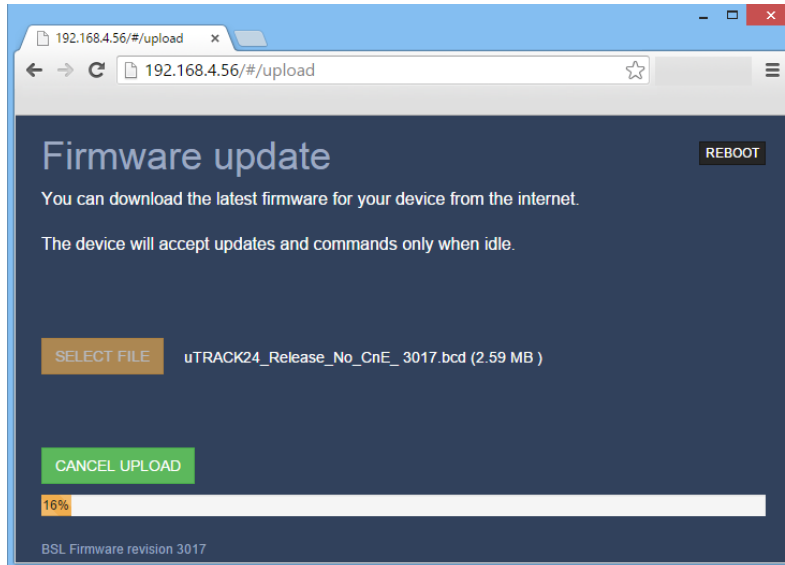 192.168.4.56/#/upload
192.168.4.56/#/upload
Firmware update
REBOOT
You can download the latest firmware for your device from the internet.
The device will accept updates and commands only when idle.
SELECT FILE
uTRACK24_Release_No_CnE_ 3017.bcd (2.59 MB )
CANCEL UPLOAD
16%
BSL Firmware revision 3017